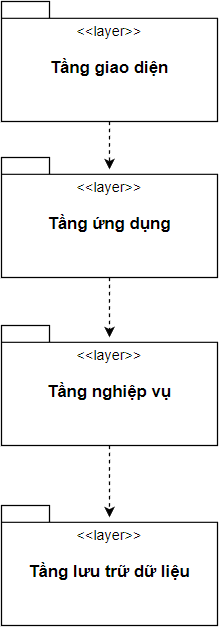 <<layer>>
Tầng giao diện
<<layer>>
Tầng ứng dụng
<<layer>>
Tầng nghiệp vụ
<<layer>>
Tầng lưu trữ dữ liệu